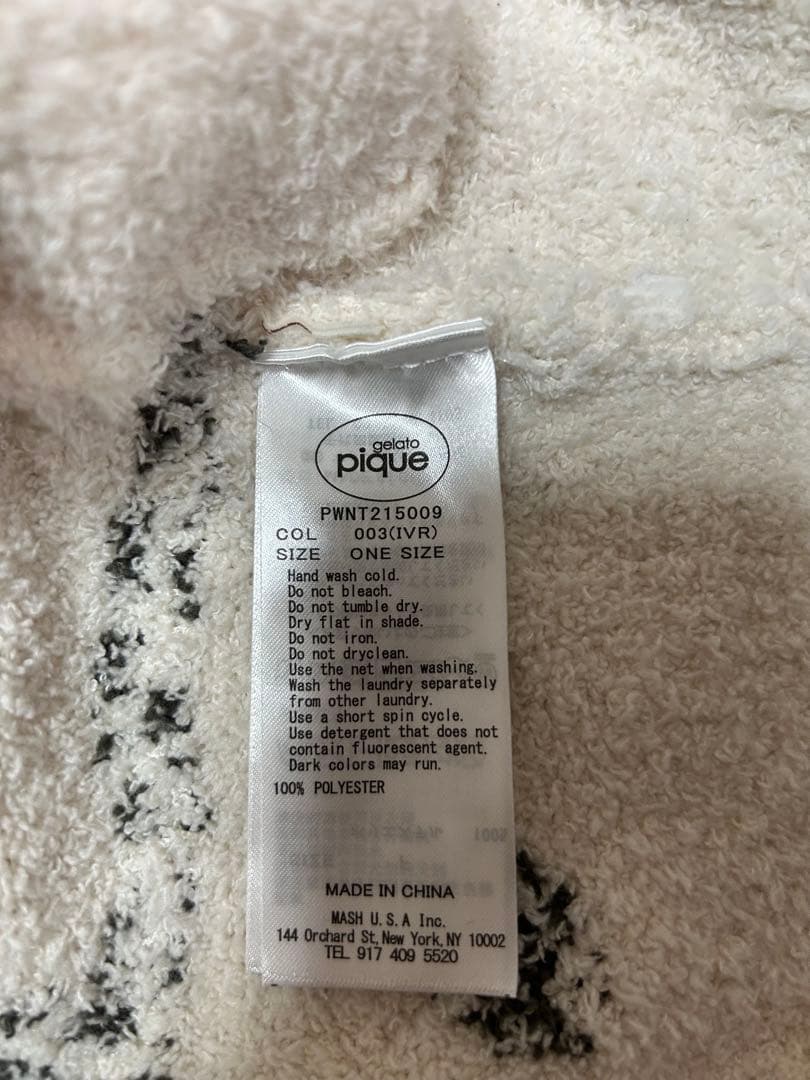 gelato
pique
PWNT215009
COL 003(IVR)
SIZE ONE SIZE
Hand wash cold.
Do not bleach.
Do not tumble dry.
Dry flat in shade.
Do not iron.
Do not dryclean.
Use the net when washing.
Wash the laundry separately
from other laundry.
Use a short spin cycle.
Use detergent that does not
contain fluorescent agent.
Dark colors may run.
100% POLYESTER
MADE IN CHINA
MASH U.S.A Inc.
144 Orchard St,New York,NY 10002
TEL 917 409 5520